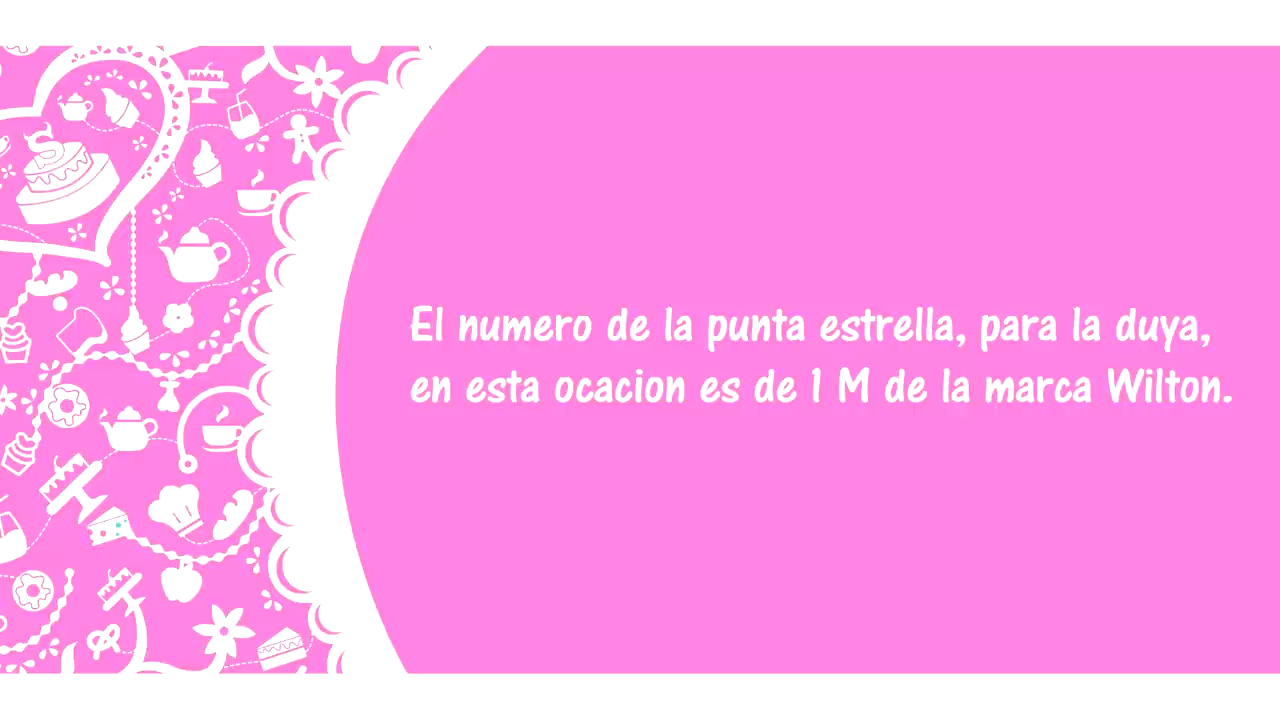 El numero de la punta estrella, para la duya,
en esta ocacion es de 1 M de la marca Wilton.